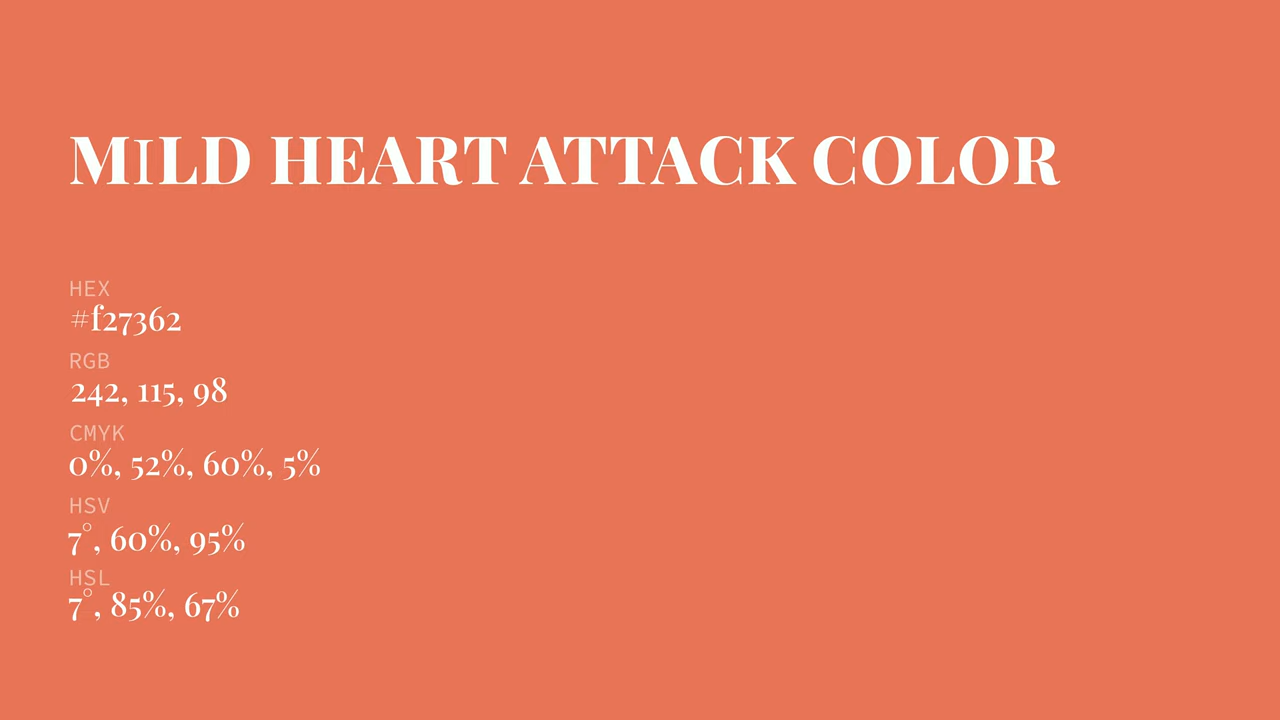 MILD HEART ATTACK COLOR
HEX
#f27362
RGB
242, 115, 98
CMYK
0%, 52%, 60%, 5%
HSV
7°, 60%, 95%
HSL
7°, 85%, 67%